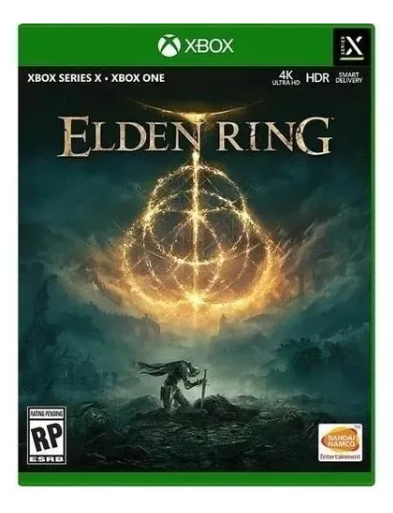 XBOX
SERIES X
XBOX SERIES X • XBOX ONE
4K ULTRA HD
HDR
SMART DELIVERY
ELDEN RING
RATING PENDING
RP
ESRB
BANDAI NAMCO
Entertainment